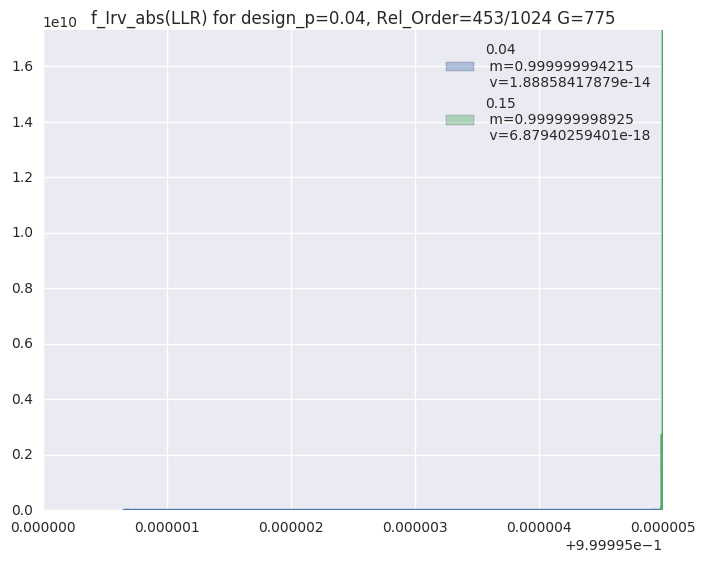 f_Irv_abs(LLR) for design_p=0.04, Rel_Order=453/1024 G=775
1e10
0.04
m=0.999999994215
v=1.88858417879e-14
0.15
m=0.999999998925
v=6.87940259401e-18
1.6
1.4
1.2
1.0
0.8
0.6
0.4
0.2
0.0
0.000000 0.000001 0.000002 0.000003 0.000004 0.000005
+9.99995e−1